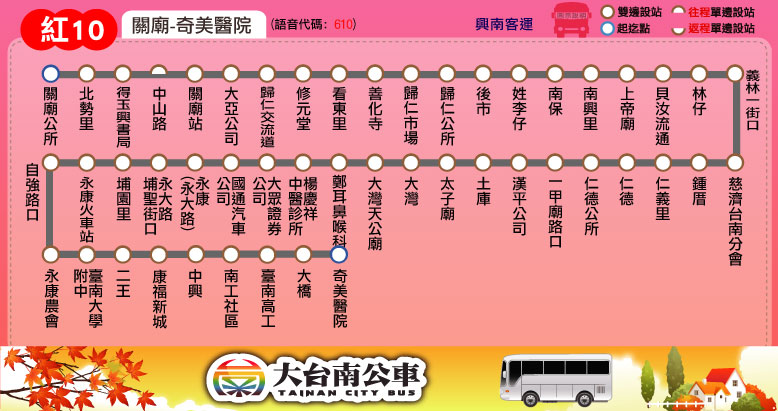 紅10
關廟-奇美醫院
(語音代碼：610)
興南客運
雙邊設站
往程單邊設站
起迄點
返程單邊設站
關廟公所
北勢里
得玉興書局
中山路
關廟站
大亞公司
歸仁交流道
修元堂
看東里
善化寺
歸仁市場
歸仁公所
後市
姓李仔
南保
南興里
上帝廟
貝汝流通
林仔
義林一街口
慈濟台南分會
鍾厝
仁義里
仁德
仁德公所
一甲廟路口
漢平公司
土庫
太子廟
大灣
大灣天公廟
鄭耳鼻喉科
楊慶祥
中醫診所
大眾證券
公司
國通汽車
公司
永康
(永大路)
永大路
埔聖街口
埔園里
永康火車站
自強路口
永康農會
臺南大學
附中
二王
康福新城
中興
南工社區
臺南高工
大橋
奇美醫院
大台南公車
TAINAN CITY BUS